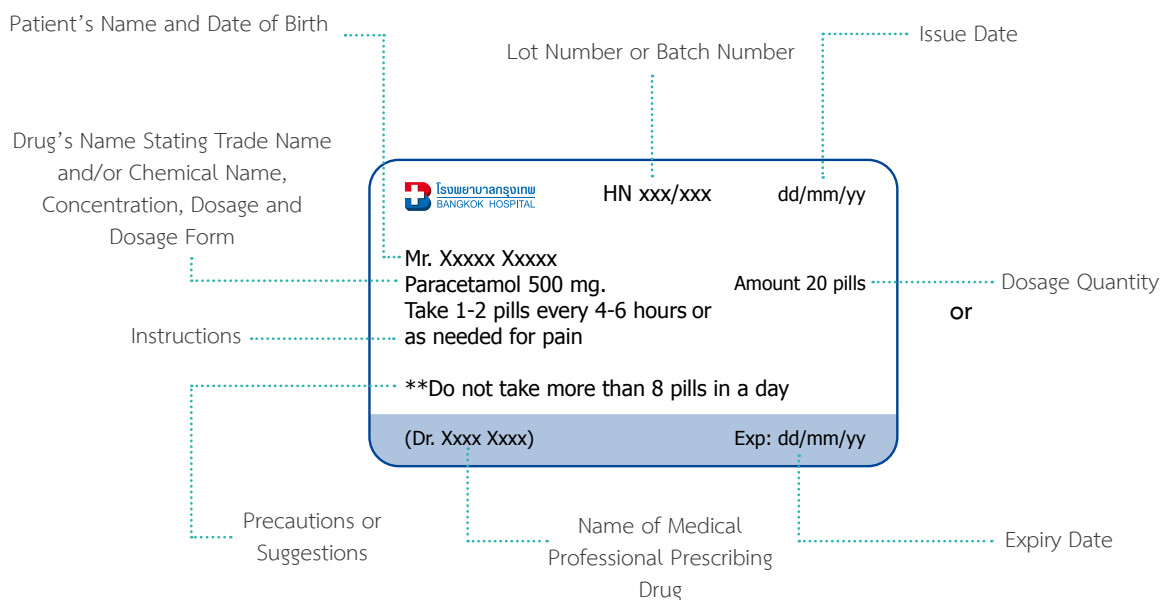 Patient's Name and Date of Birth
Lot Number or Batch Number
Issue Date
Drug's Name Stating Trade Name
and/or Chemical Name,
Concentration, Dosage and
Dosage Form
โรงพยาบาลกรุงเทพ
BANGKOK HOSPITAL
HN xxx/xxx
dd/mm/yy
Mr. Xxxxx Xxxxx
Paracetamol 500 mg.
Amount 20 pills
Dosage Quantity
Take 1-2 pills every 4-6 hours or
or
as needed for pain
Instructions
**Do not take more than 8 pills in a day
(Dr. Xxxx Xxxx)
Exp: dd/mm/yy
Precautions or
Suggestions
Name of Medical
Professional Prescribing
Drug
Expiry Date